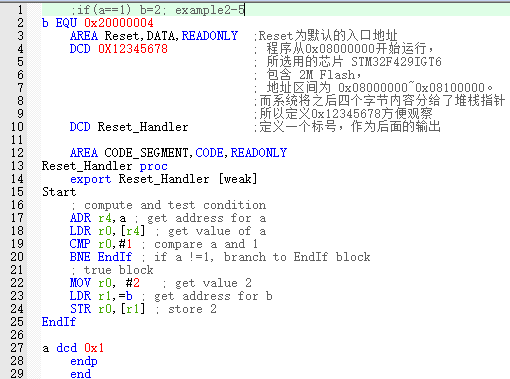 1 ;if(a==1) b=2; example2-5
2 b EQU 0x20000004
3 AREA Reset,DATA,READONLY ;Reset为默认的入口地址
4 DCD 0X12345678 ; 程序从0x08000000开始运行，
5 ; 所选用的芯片 STM32F429IGT6
6 ; 包含 2M Flash，
7 ; 地址区间为 0x08000000~0x08100000。
8 ;而系统将之后四个字节内容分给了堆栈指针
9 ;所以定义0x12345678方便观察
10 DCD Reset_Handler ;定义一个标号，作为后面的输出
11
12 AREA CODE_SEGMENT,CODE,READONLY
13 Reset_Handler proc
14 export Reset_Handler [weak]
15 Start
16 ; compute and test condition
17 ADR r4,a ; get address for a
18 LDR r0,[r4] ; get value of a
19 CMP r0,#1 ; compare a and 1
20 BNE EndIf ; if a !=1, branch to EndIf block
21 ; true block
22 MOV r0, #2 ; get value 2
23 LDR r1,=b ; get address for b
24 STR r0,[r1] ; store 2
25 EndIf
26
27 a dcd 0x1
28 endp
29 end